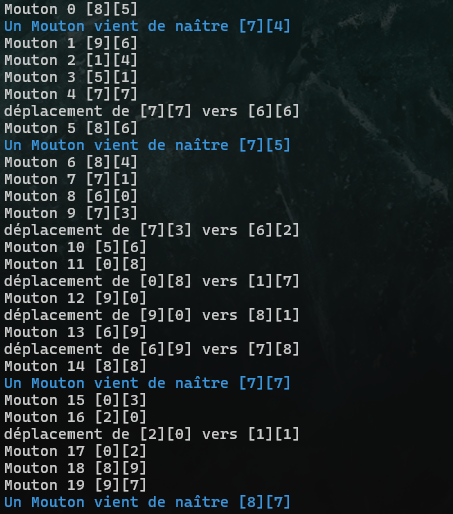 Mouton 0 [8][5]
Un Mouton vient de naître [7][4]
Mouton 1 [9][6]
Mouton 2 [1][4]
Mouton 3 [5][1]
Mouton 4 [7][7]
déplacement de [7][7] vers [6][6]
Mouton 5 [8][6]
Un Mouton vient de naître [7][5]
Mouton 6 [8][4]
Mouton 7 [7][1]
Mouton 8 [6][0]
Mouton 9 [7][3]
déplacement de [7][3] vers [6][2]
Mouton 10 [5][6]
Mouton 11 [0][8]
déplacement de [0][8] vers [1][7]
Mouton 12 [9][0]
déplacement de [9][0] vers [8][1]
Mouton 13 [6][9]
déplacement de [6][9] vers [7][8]
Mouton 14 [8][8]
Un Mouton vient de naître [7][7]
Mouton 15 [0][3]
Mouton 16 [2][0]
déplacement de [2][0] vers [1][1]
Mouton 17 [0][2]
Mouton 18 [8][9]
Mouton 19 [9][7]
Un Mouton vient de naître [8][7]